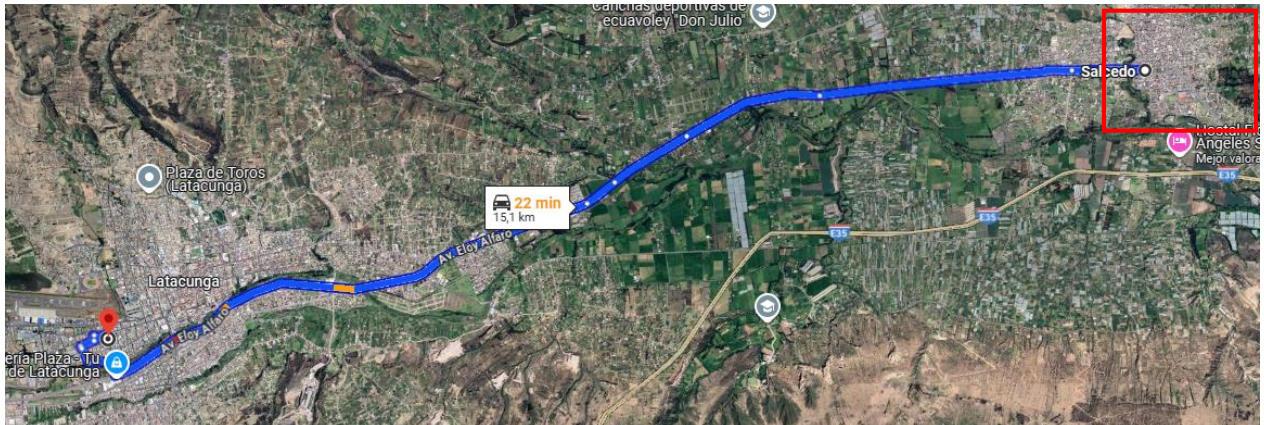 Canchas deportivas de
ecuavoley "Don Julio"
Salcedo
Angeles S
Mejor valora
E35
Plaza de Toros
(Latacunga)
22 min
15,1 km
E35
E35
Av. Eloy Alfaro
Latacunga
Av. Eloy Alfaro
ería Plaza - Tu
de Latacunga